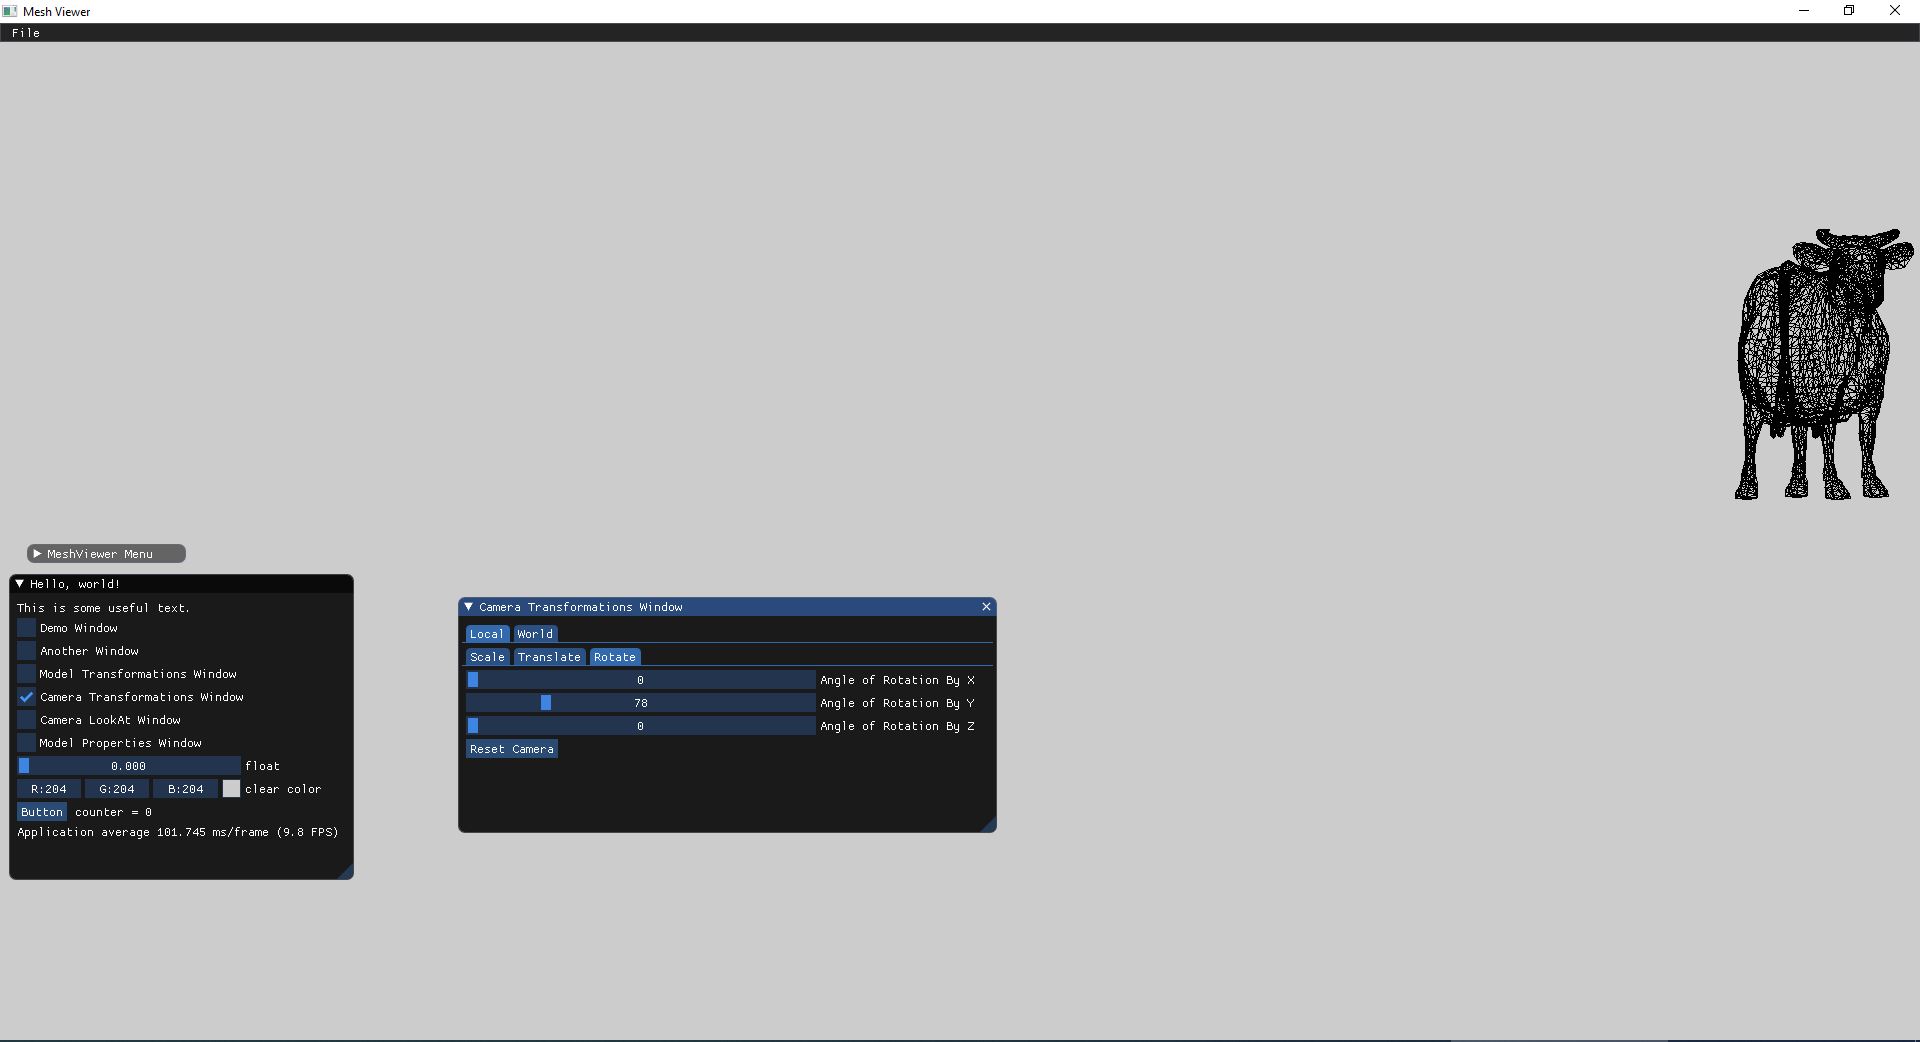 Mesh Viewer
File
MeshViewer Menu
Hello, world!
This is some useful text.
Demo Window
Another Window
Model Transformations Window
Camera Transformations Window
Camera LookAt Window
Model Properties Window
0.000 float
R:204 G:204 B:204 clear color
Button counter = 0
Application average 101.745 ms/frame (9.8 FPS)
Camera Transformations Window
Local World
Scale Translate Rotate
0 Angle of Rotation By X
78 Angle of Rotation By Y
0 Angle of Rotation By Z
Reset Camera